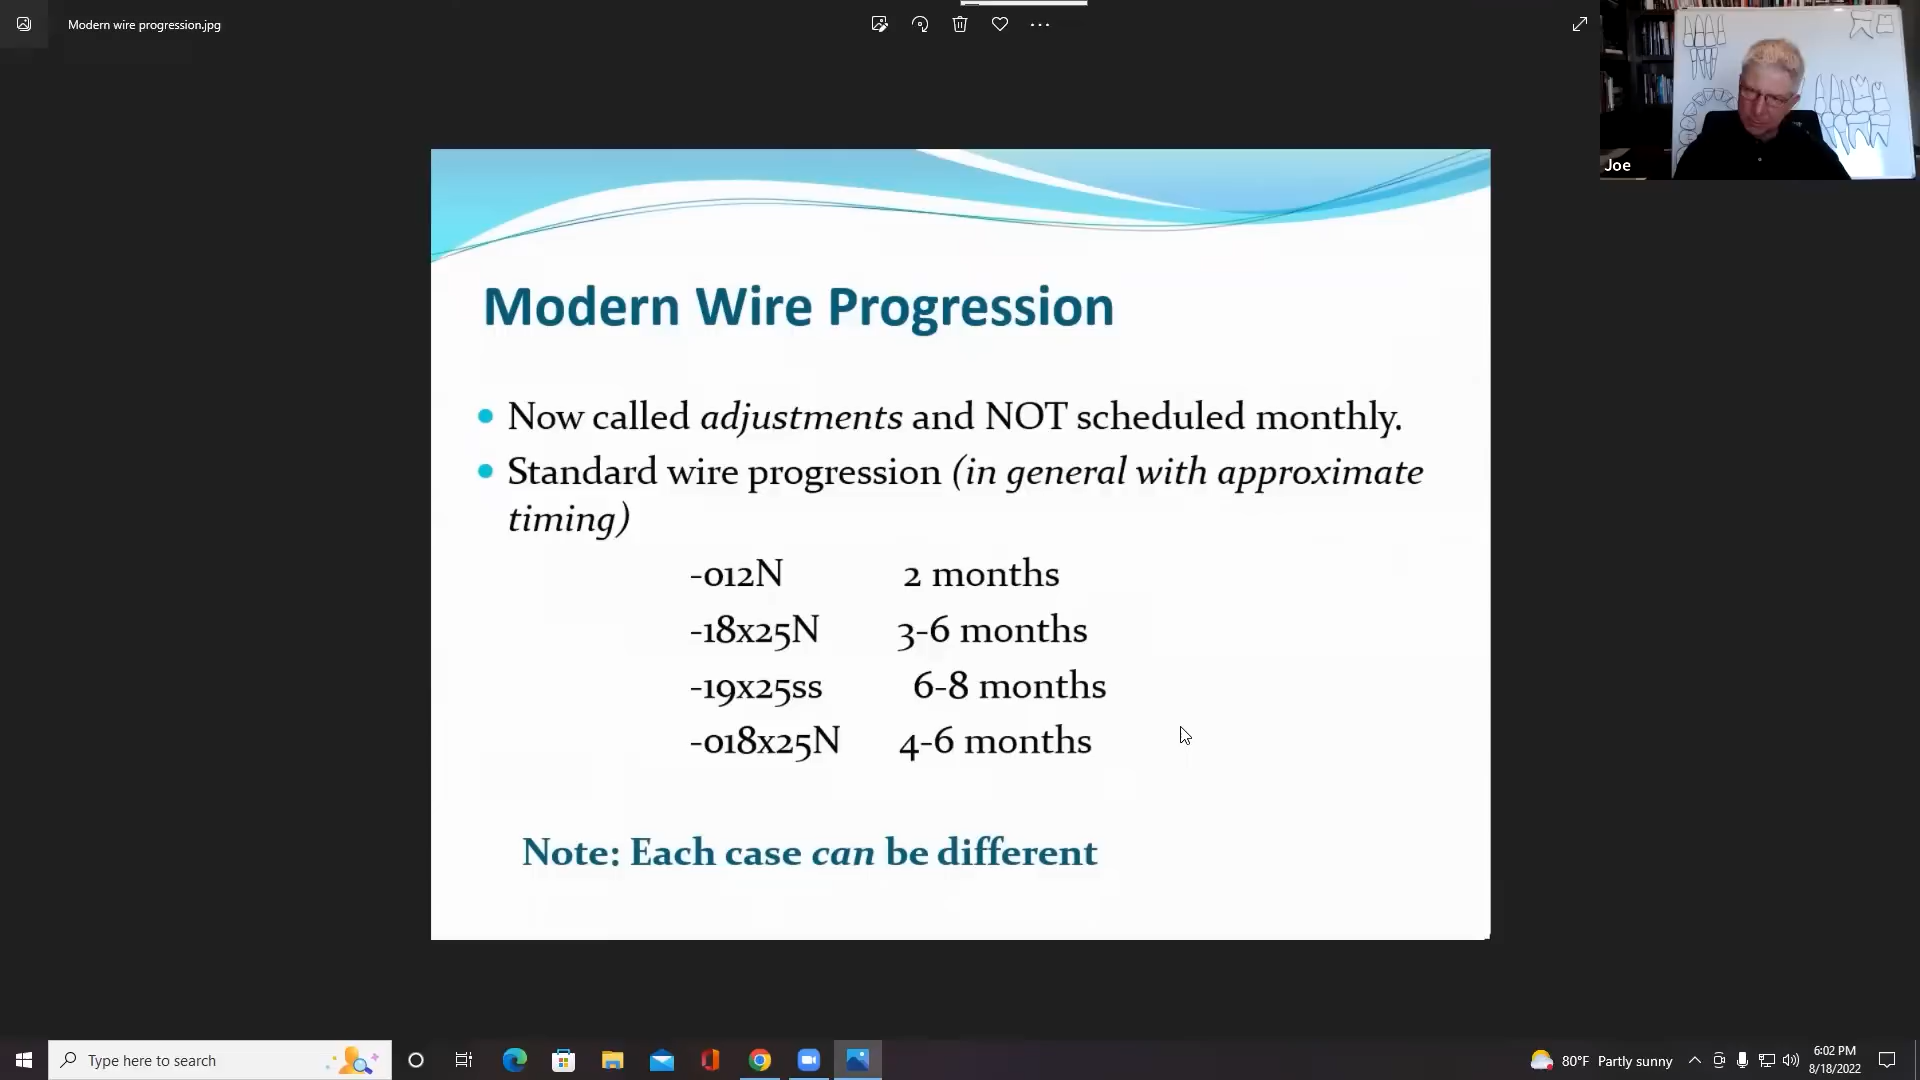 Modern wire progression.jpg
Joe
Modern Wire Progression
• Now called adjustments and NOT scheduled monthly.
• Standard wire progression (in general with approximate
timing)
-012N 2 months
-18x25N 3-6 months
-19x25ss 6-8 months
-018x25N 4-6 months
Note: Each case can be different
Type here to search
80°F Partly sunny
6:02 PM
8/18/2022